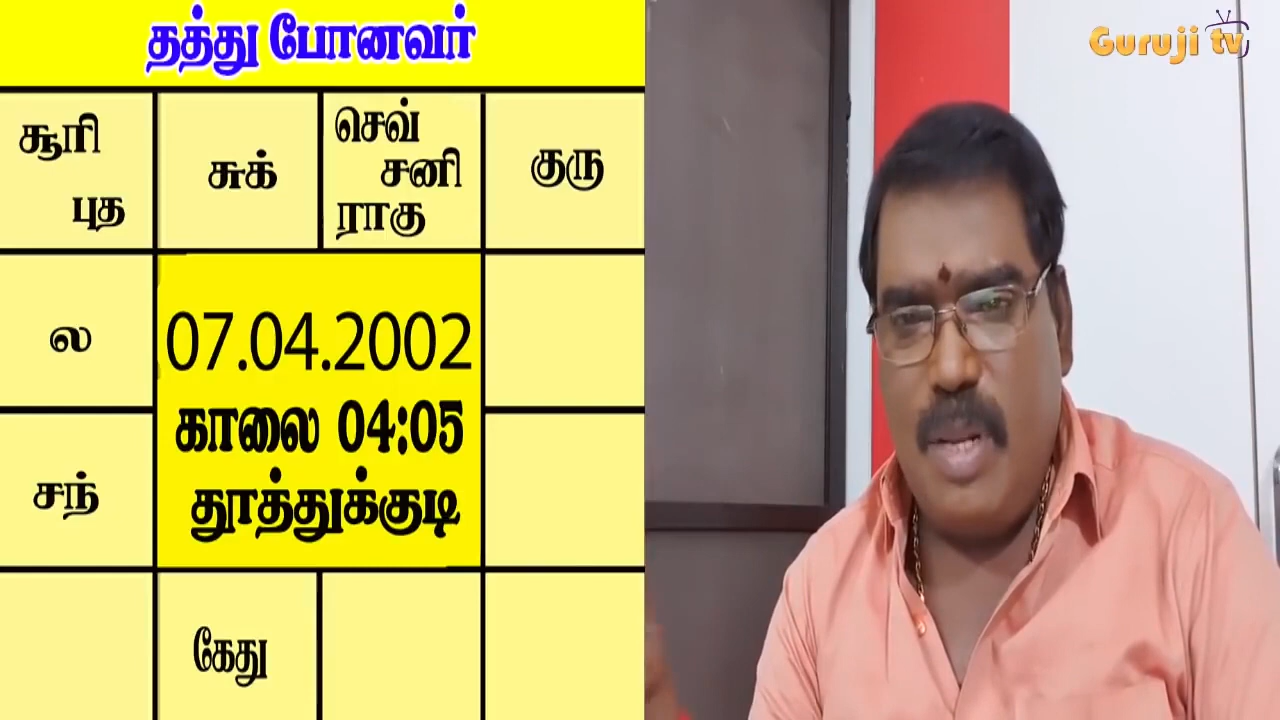 தத்து போனவர்
Guruji tv
சூரி
புத
சுக்
செவ்
சனி
ராகு
குரு
ல
07.04.2002
காலை 04:05
தூத்துக்குடி
சந்
கேது